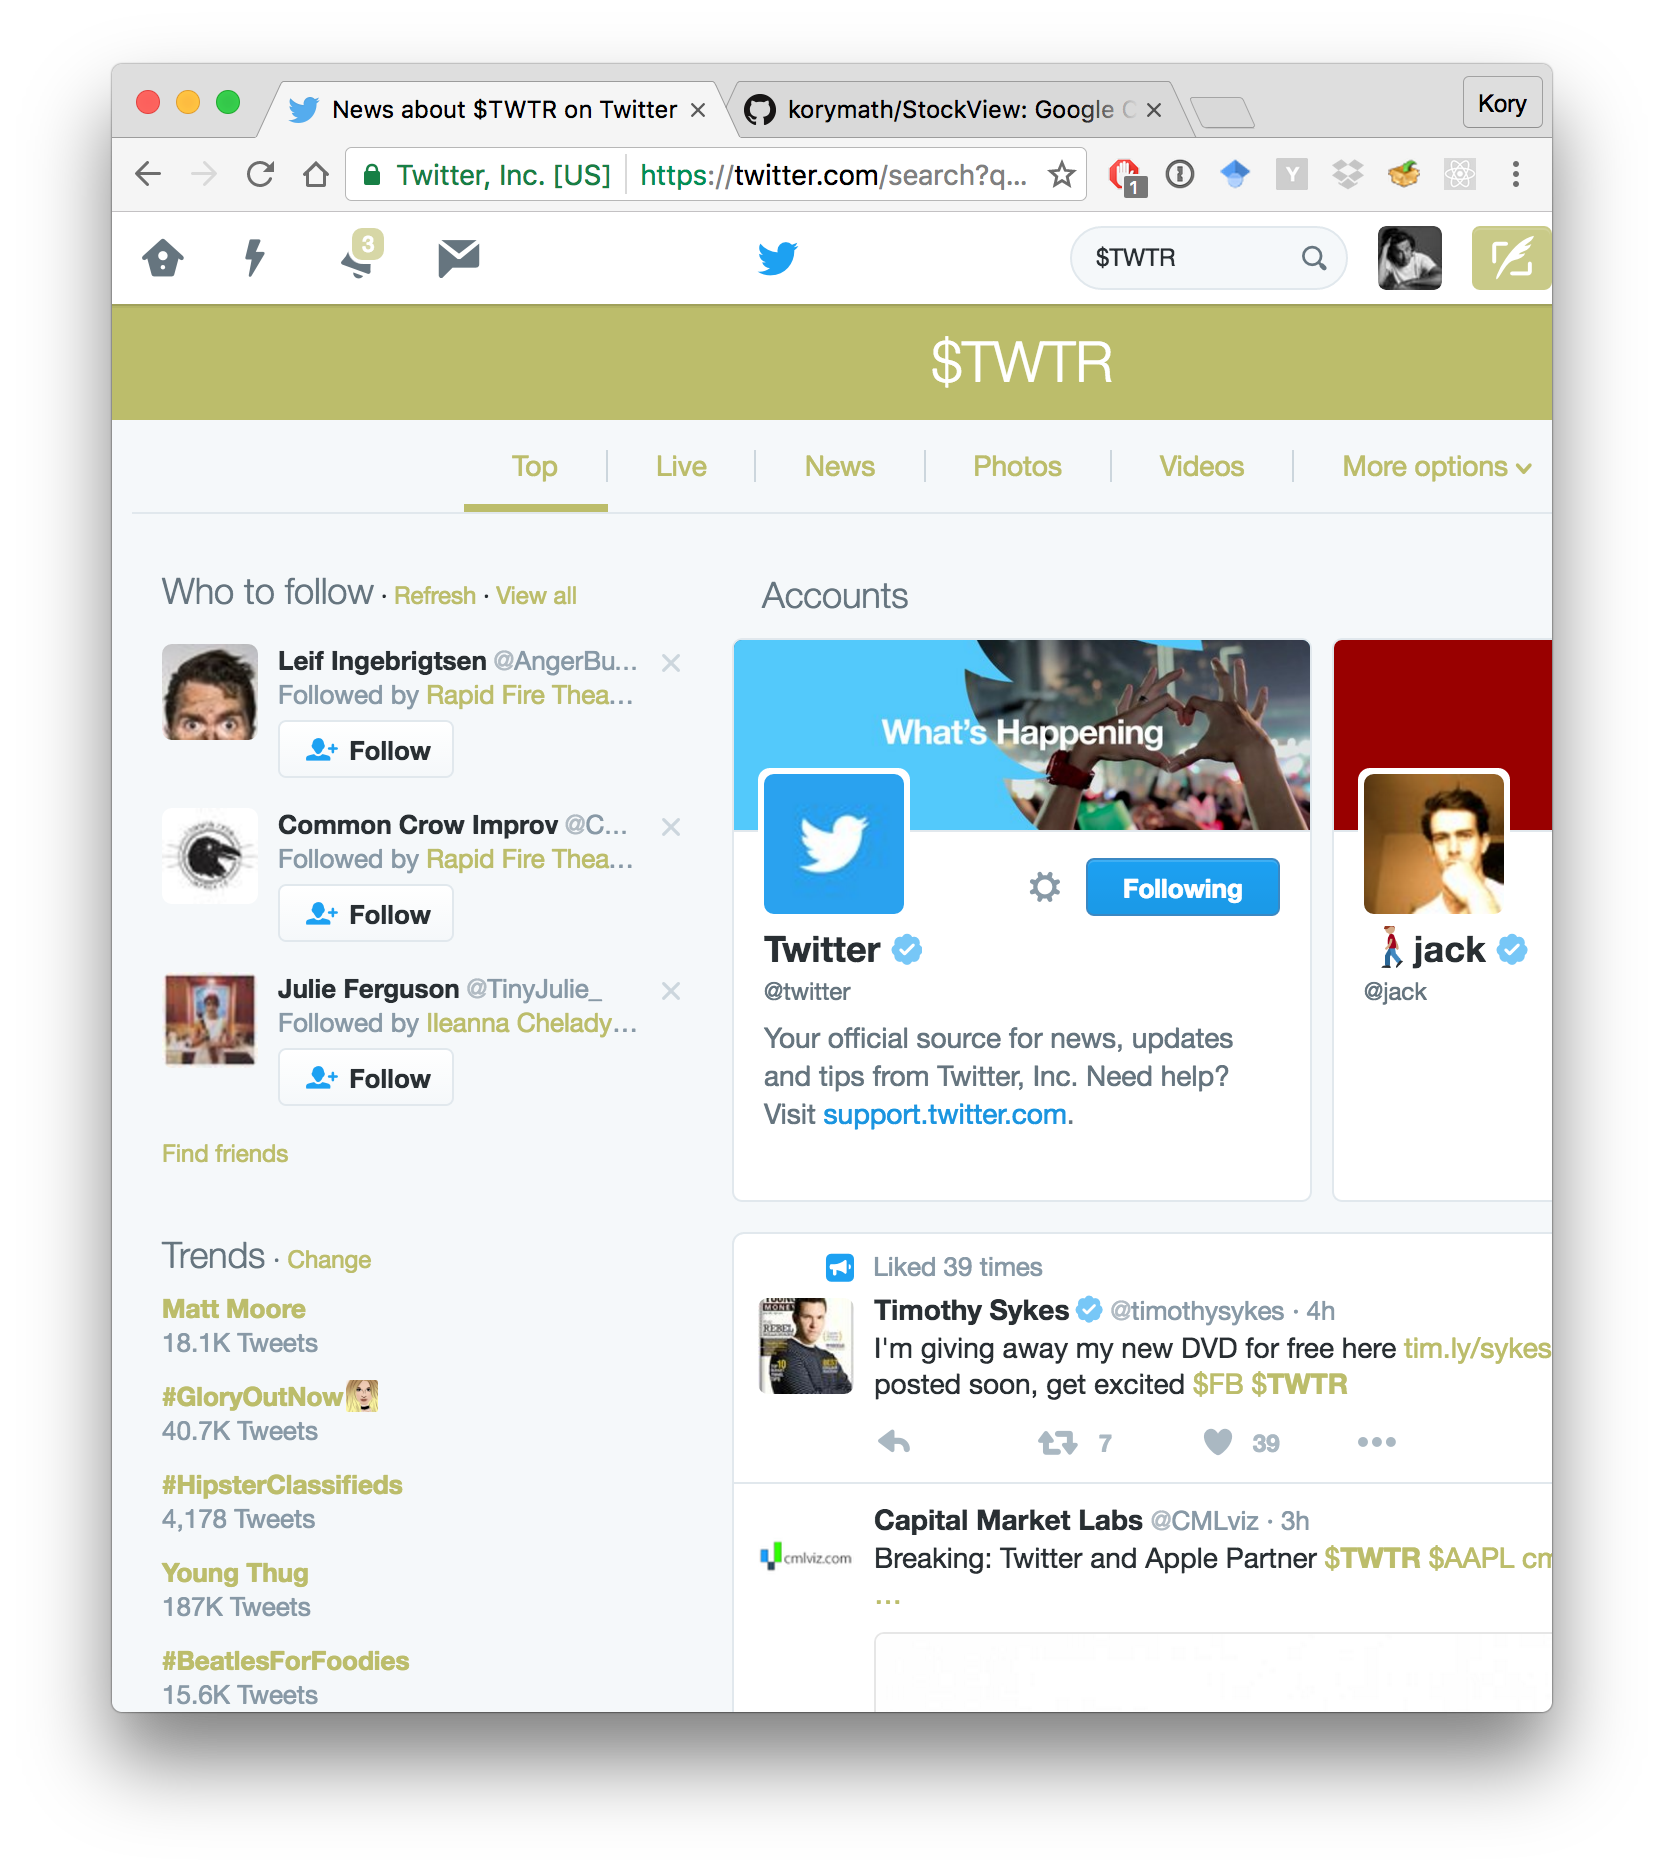 News about $TWTR on Twitter
korymath/StockView: Google C
Kory
Twitter, Inc. [US]
https://twitter.com/search?q...
1
Y
3
$TWTR
$TWTR
Top
Live
News
Photos
Videos
More options
Who to follow · Refresh · View all
Leif Ingebrigtsen @AngerBu...
Followed by Rapid Fire Thea...
Follow
Common Crow Improv @C...
Followed by Rapid Fire Thea...
Follow
Julie Ferguson @TinyJulie_
Followed by Ileanna Chelady...
Follow
Find friends
Trends · Change
Matt Moore
18.1K Tweets
#GloryOutNow
40.7K Tweets
#HipsterClassifieds
4,178 Tweets
Young Thug
187K Tweets
#BeatlesForFoodies
15.6K Tweets
Accounts
What's Happening
Following
Twitter
@twitter
Your official source for news, updates
and tips from Twitter, Inc. Need help?
Visit support.twitter.com.
jack
@jack
Liked 39 times
Timothy Sykes @timothysykes · 4h
I'm giving away my new DVD for free here tim.ly/sykes
posted soon, get excited $FB $TWTR
7
39
MONEY
REBEL
Capital Market Labs @CMLviz · 3h
cmlviz.com
Breaking: Twitter and Apple Partner $TWTR $AAPL cm
...